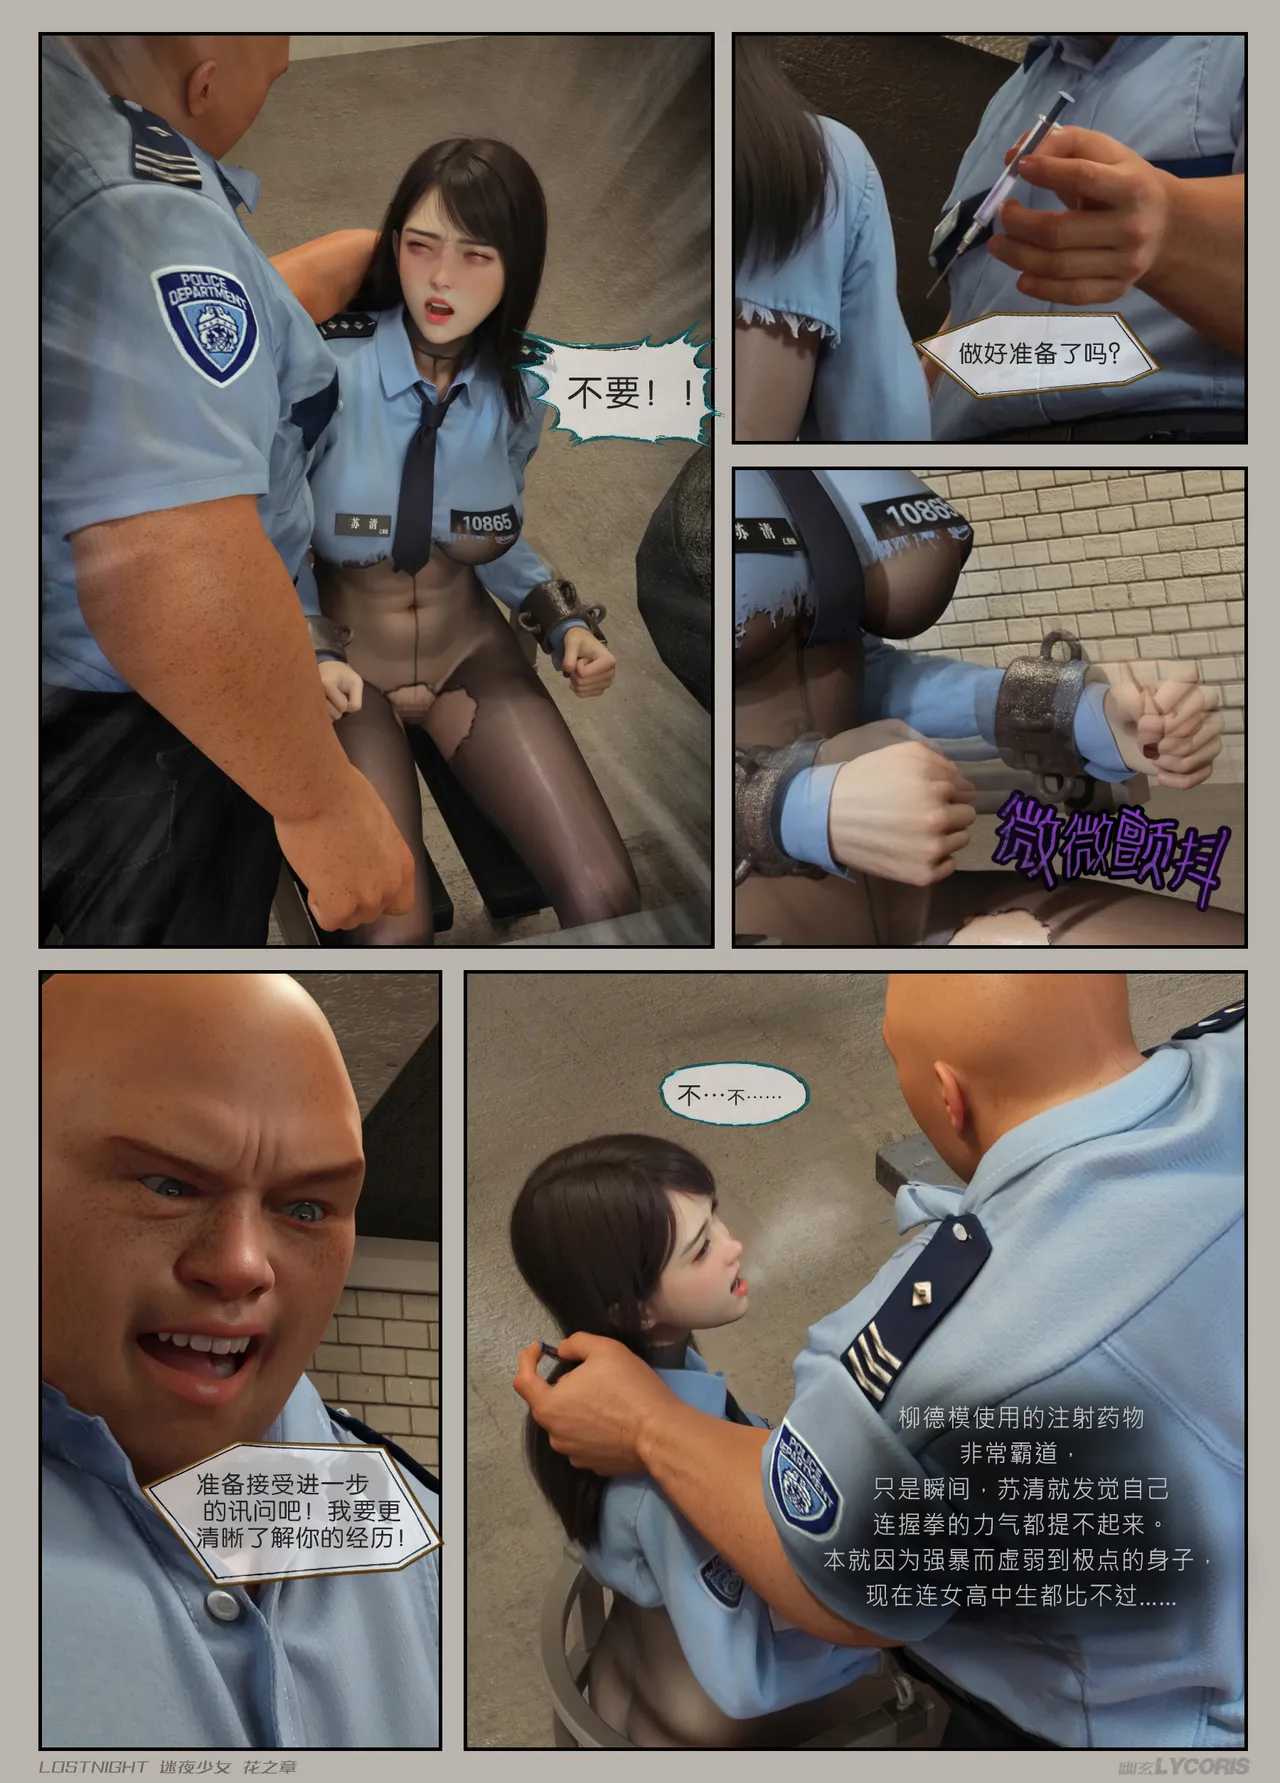 POLICE
DEPARTMENT
不要！！
苏 清
10865
做好准备了吗？
苏 清
10865
微微颤抖
准备接受进一步
的讯问吧！我要更
清晰了解你的经历！
不…不……
POLICE
DEPARTMENT
柳德模使用的注射药物
非常霸道，
只是瞬间，苏清就发觉自己
连握拳的力气都提不起来。
本就因为强暴而虚弱到极点的身子，
现在连女高中生都比不过……
LOSTNIGHT 迷夜少女 花之章
幽玄LYCORIS